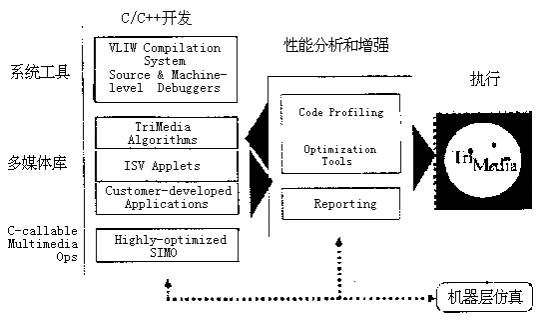 C/C++开发
性能分析和增强
执行
系统工具
VLIW Compilation
System
Source & Machine-
level Debuggers
多媒体库
TriMedia
Algorithms
ISV Applets
Customer-developed
Applications
C-callable
Multimedia
Ops
Highly-optimized
SIMO
Code Profiling
Optimization
Tools
Reporting
TriMedia
机器层仿真